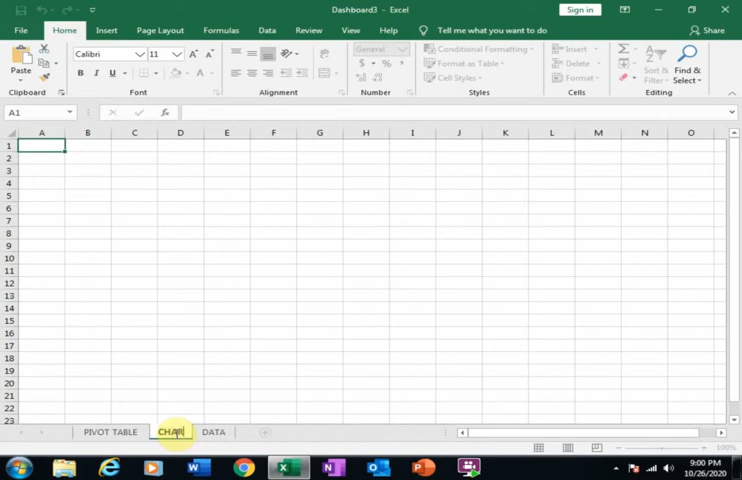 Dashboard3 - Excel
Sign in
File Home Insert Page Layout Formulas Data Review View Help Tell me what you want to do Share
Paste
Calibri 11
General
Conditional Formatting
Format as Table
Cell Styles
Insert
Delete
Format
Sort & Filter
Find & Select
B I U
$ % ,
Clipboard Font Alignment Number Styles Cells Editing
A1 fx
A B C D E F G H I J K L M N O
1
2
3
4
5
6
7
8
9
10
11
12
13
14
15
16
17
18
19
20
21
22
23
PIVOT TABLE CHAR DATA
100%
9:00 PM
10/26/2020